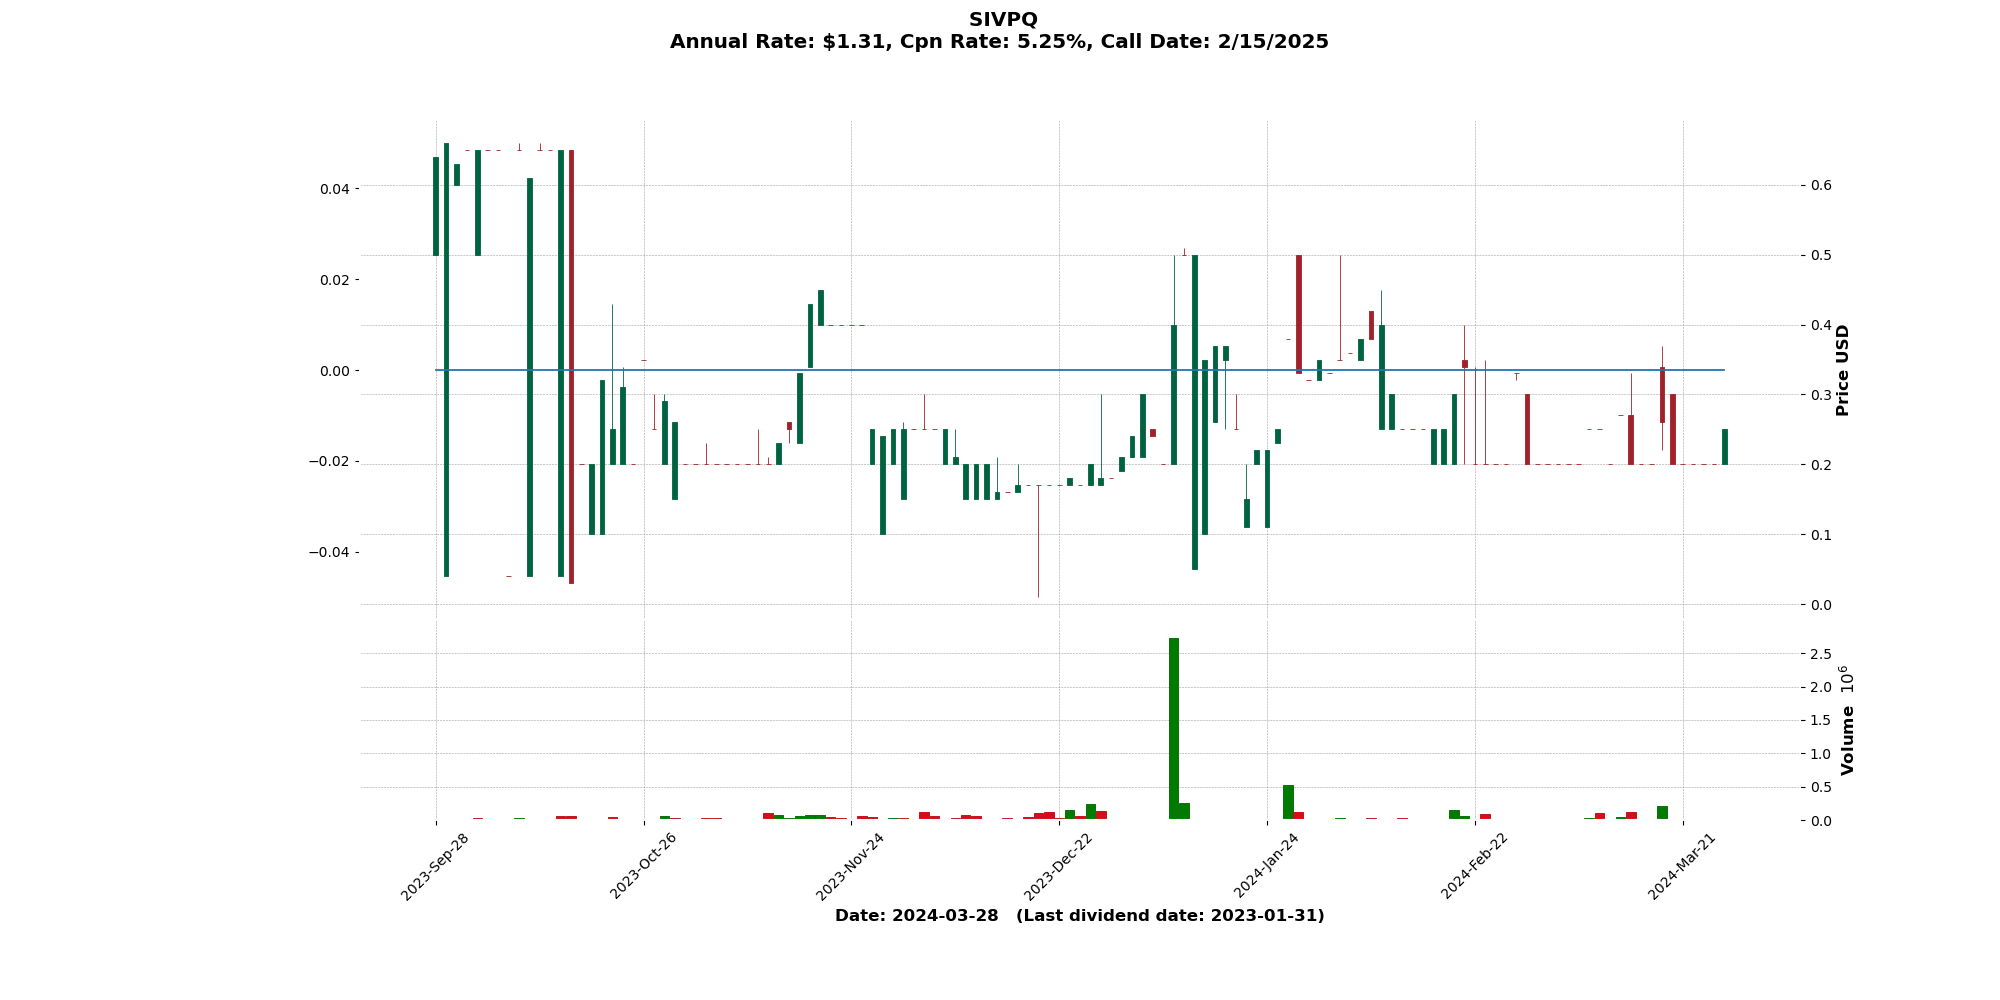 SIVPQ
Annual Rate: $1.31, Cpn Rate: 5.25%, Call Date: 2/15/2025
0.04
0.02
0.00
−0.02
−0.04
0.6
0.5
0.4
0.3
0.2
0.1
0.0
Price USD
2.5
2.0
1.5
1.0
0.5
0.0
Volume 10^6
2023-Sep-28
2023-Oct-26
2023-Nov-24
2023-Dec-22
2024-Jan-24
2024-Feb-22
2024-Mar-21
Date: 2024-03-28 (Last dividend date: 2023-01-31)